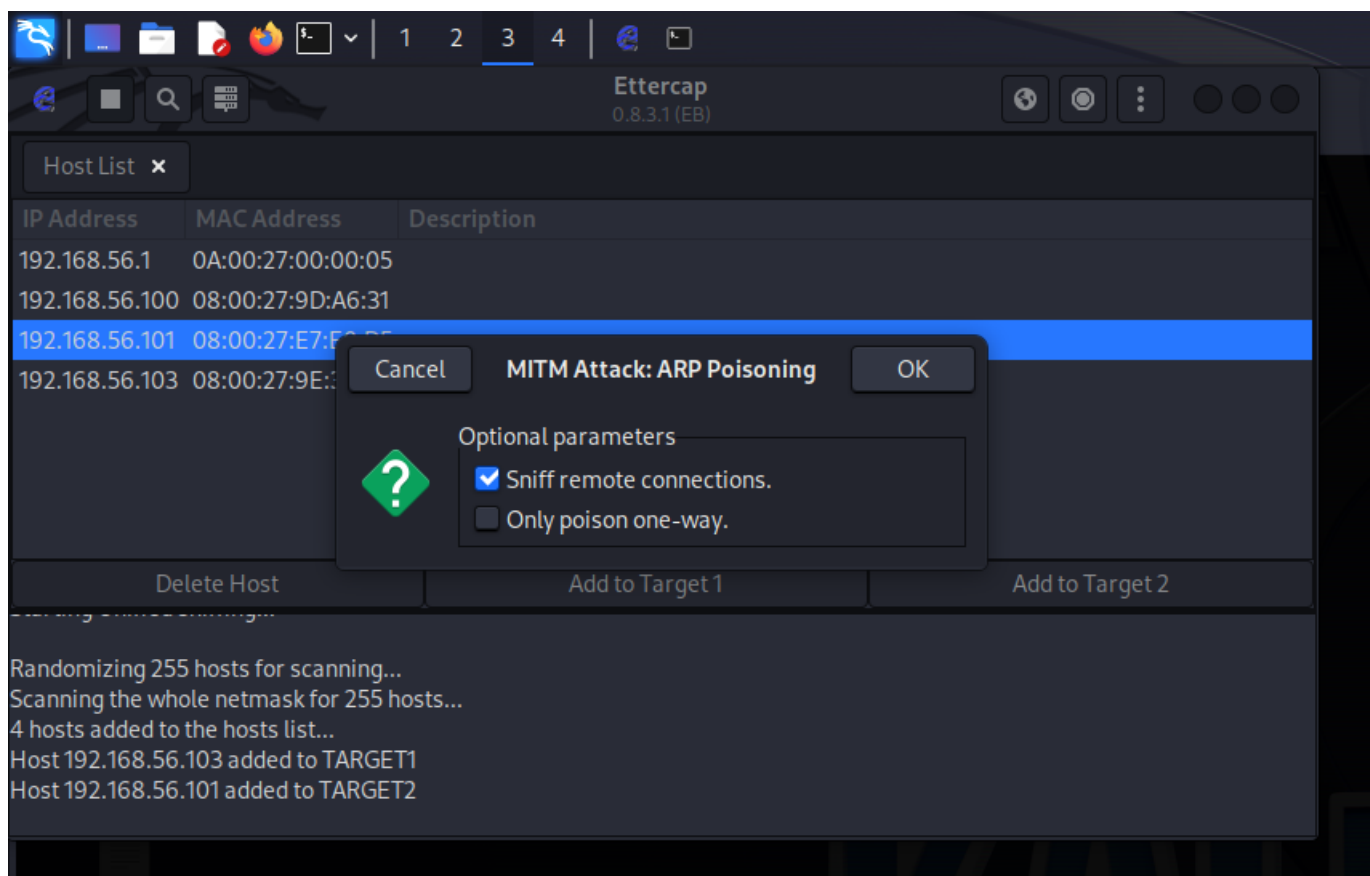 1 2 3 4
Ettercap
0.8.3.1 (EB)
Host List ×
IP Address MAC Address Description
192.168.56.1 0A:00:27:00:00:05
192.168.56.100 08:00:27:9D:A6:31
192.168.56.101
192.168.56.103
Cancel MITM Attack: ARP Poisoning OK
Optional parameters
Sniff remote connections.
Only poison one-way.
Delete Host Add to Target 1 Add to Target 2
Randomizing 255 hosts for scanning...
Scanning the whole netmask for 255 hosts...
4 hosts added to the hosts list...
Host 192.168.56.103 added to TARGET1
Host 192.168.56.101 added to TARGET2